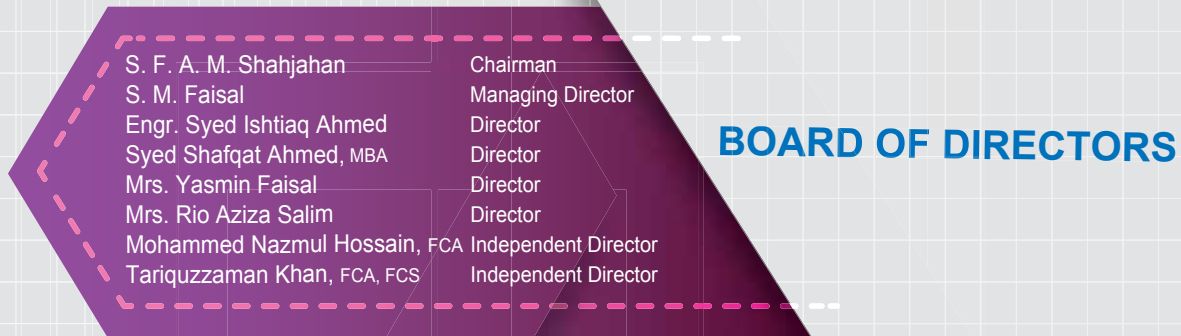 S. F. A. M. Shahjahan Chairman
S. M. Faisal Managing Director
Engr. Syed Ishtiaq Ahmed Director
Syed Shafqat Ahmed, MBA Director
Mrs. Yasmin Faisal Director
Mrs. Rio Aziza Salim Director
Mohammed Nazmul Hossain, FCA Independent Director
Tariquzzaman Khan, FCA, FCS Independent Director
BOARD OF DIRECTORS